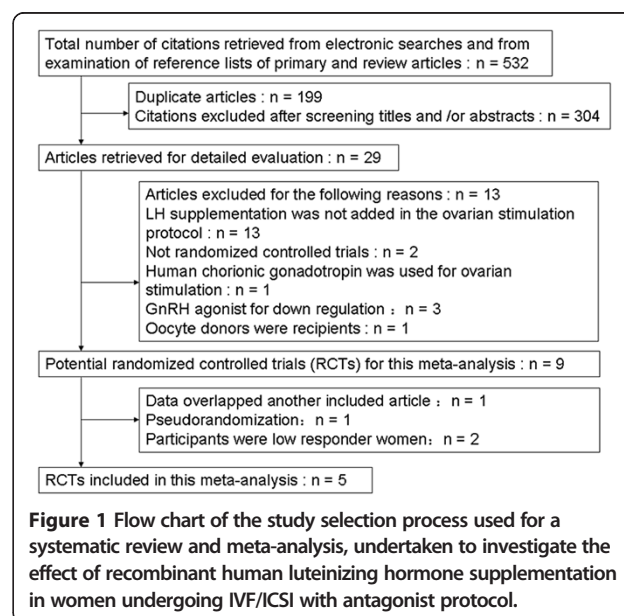 Total number of citations retrieved from electronic searches and from
examination of reference lists of primary and review articles : n = 532
Duplicate articles : n = 199
Citations excluded after screening titles and /or abstracts : n = 304
Articles retrieved for detailed evaluation : n = 29
Articles excluded for the following reasons : n = 13
LH supplementation was not added in the ovarian stimulation
protocol : n = 13
Not randomized controlled trials : n = 2
Human chorionic gonadotropin was used for ovarian
stimulation : n = 1
GnRH agonist for down regulation：n = 3
Oocyte donors were recipients : n = 1
Potential randomized controlled trials (RCTs) for this meta-analysis : n = 9
Data overlapped another included article：n = 1
Pseudorandomization：n = 1
Participants were low responder women：n = 2
RCTs included in this meta-analysis : n = 5
Figure 1 Flow chart of the study selection process used for a
systematic review and meta-analysis, undertaken to investigate the
effect of recombinant human luteinizing hormone supplementation
in women undergoing IVF/ICSI with antagonist protocol.